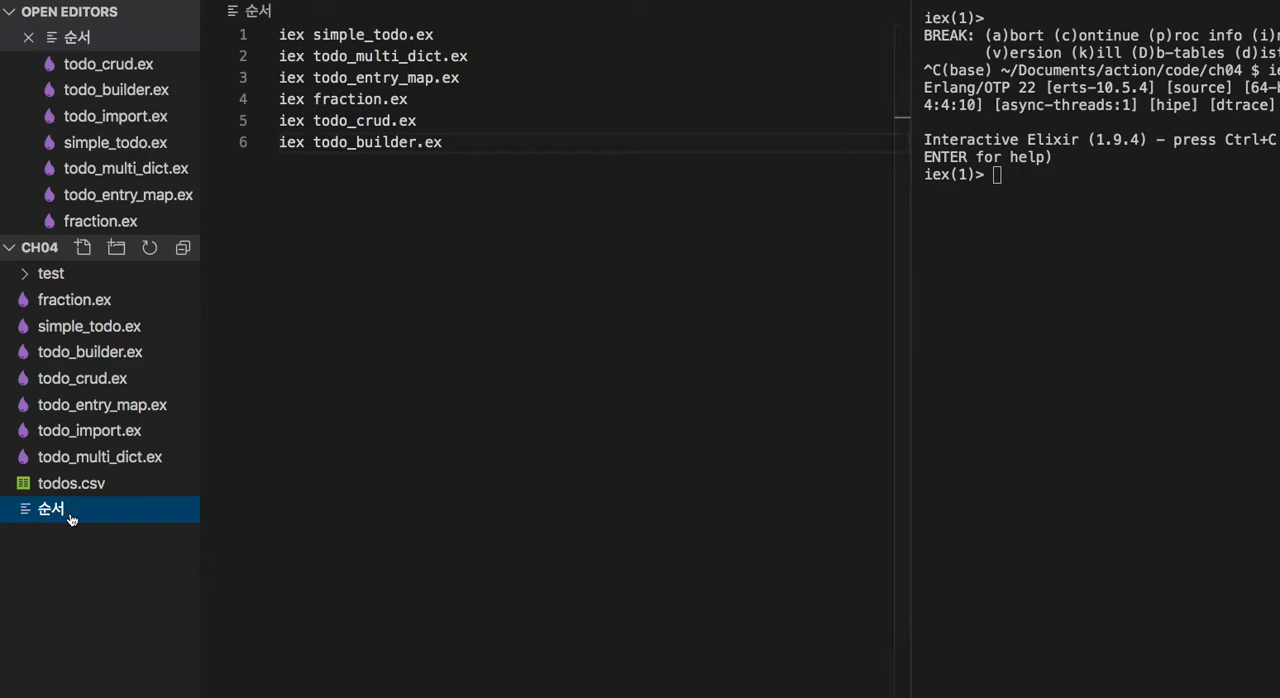 OPEN EDITORS
순서
todo_crud.ex
todo_builder.ex
todo_import.ex
simple_todo.ex
todo_multi_dict.ex
todo_entry_map.ex
fraction.ex
CH04
test
fraction.ex
simple_todo.ex
todo_builder.ex
todo_crud.ex
todo_entry_map.ex
todo_import.ex
todo_multi_dict.ex
todos.csv
순서
순서
1 iex simple_todo.ex
2 iex todo_multi_dict.ex
3 iex todo_entry_map.ex
4 iex fraction.ex
5 iex todo_crud.ex
6 iex todo_builder.ex
iex(1)>
BREAK: (a)bort (c)ontinue (p)roc info (i)
(v)ersion (k)ill (D)b-tables (d)ist
^C(base) ~/Documents/action/code/ch04 $ ie
Erlang/OTP 22 [erts-10.5.4] [source] [64-
4:4:10] [async-threads:1] [hipe] [dtrace]
Interactive Elixir (1.9.4) – press Ctrl+C
ENTER for help)
iex(1)>